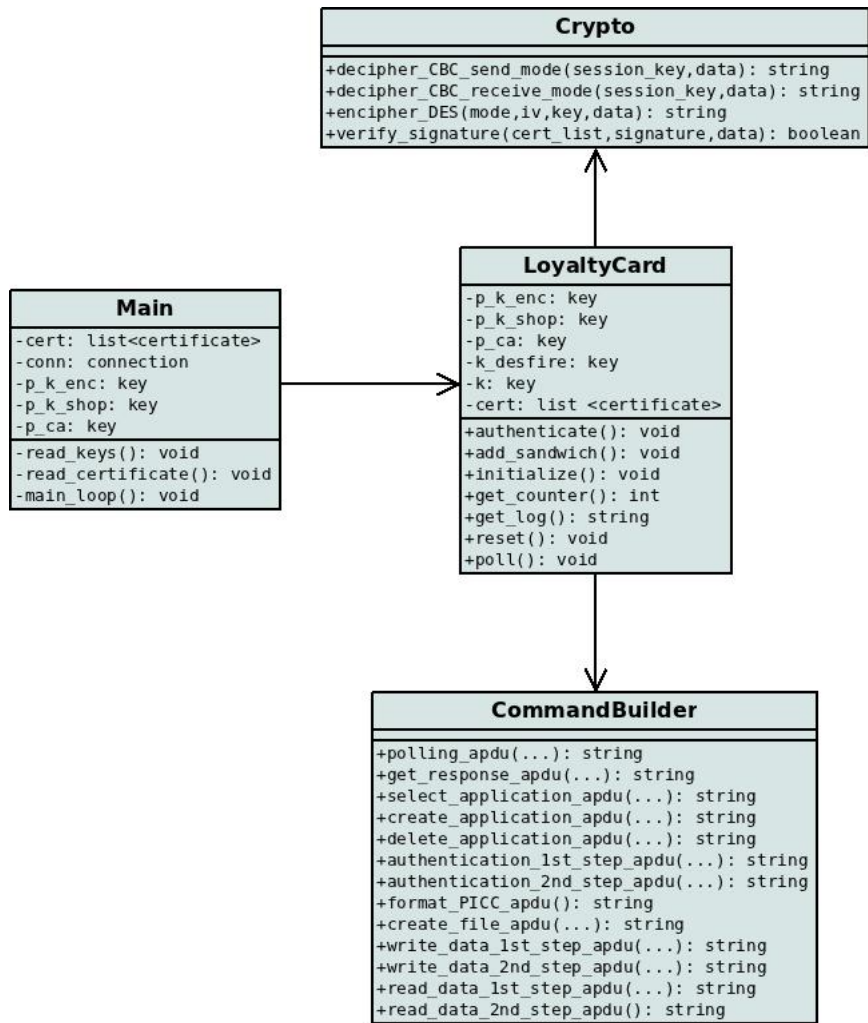 Crypto
+decipher_CBC_send_mode(session_key,data): string
+decipher_CBC_receive_mode(session_key,data): string
+encipher_DES(mode,iv,key,data): string
+verify_signature(cert_list,signature,data): boolean
LoyaltyCard
-p_k_enc: key
-p_k_shop: key
-p_ca: key
-k_desfire: key
-k: key
-cert: list <certificate>
+authenticate(): void
+add_sandwich(): void
+initialize(): void
+get_counter(): int
+get_log(): string
+reset(): void
+poll(): void
Main
-cert: list<certificate>
-conn: connection
-p_k_enc: key
-p_k_shop: key
-p_ca: key
-read_keys(): void
-read_certificate(): void
-main_loop(): void
CommandBuilder
+polling_apdu(...): string
+get_response_apdu(...): string
+select_application_apdu(...): string
+create_application_apdu(...): string
+delete_application_apdu(...): string
+authentication_1st_step_apdu(...): string
+authentication_2nd_step_apdu(...): string
+format_PICC_apdu(): string
+create_file_apdu(...): string
+write_data_1st_step_apdu(...): string
+write_data_2nd_step_apdu(...): string
+read_data_1st_step_apdu(...): string
+read_data_2nd_step_apdu(): string